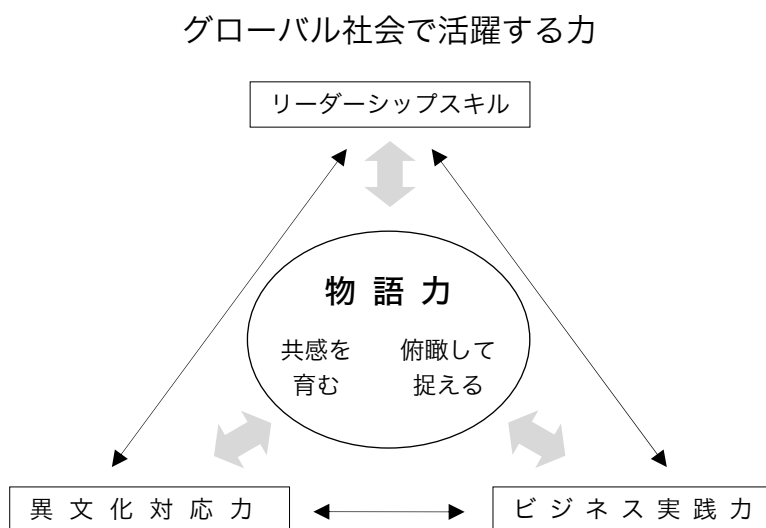 グローバル社会で活躍する力
リーダーシップスキル
物語力
共感を
育む
俯瞰して
捉える
異文化対応力
ビジネス実践力